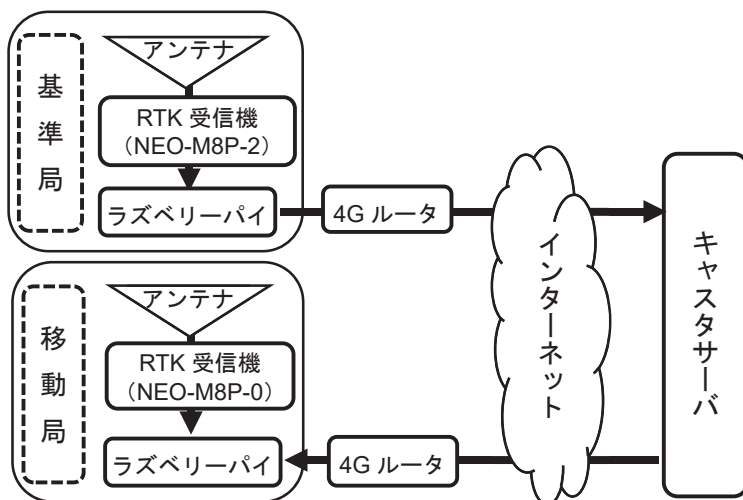 基準局
アンテナ
RTK 受信機
（NEO-M8P-2）
ラズベリーパイ
4G ルータ
インターネット
キャスタサーバ
移動局
アンテナ
RTK 受信機
（NEO-M8P-0）
ラズベリーパイ
4G ルータ